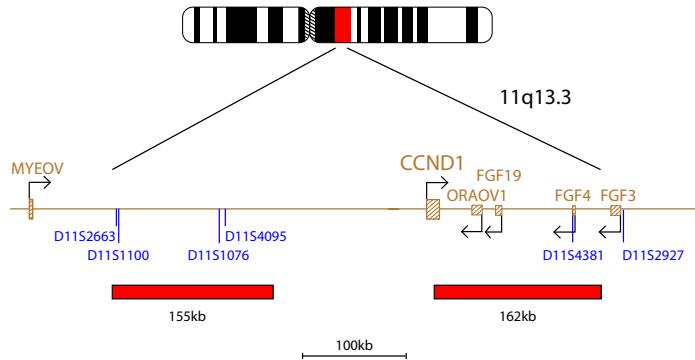 11q13.3
MYEOV
CCND1
FGF19
ORAOV1
FGF4
FGF3
D11S2663
D11S4095
D11S1100
D11S1076
D11S4381
D11S2927
155kb
162kb
100kb